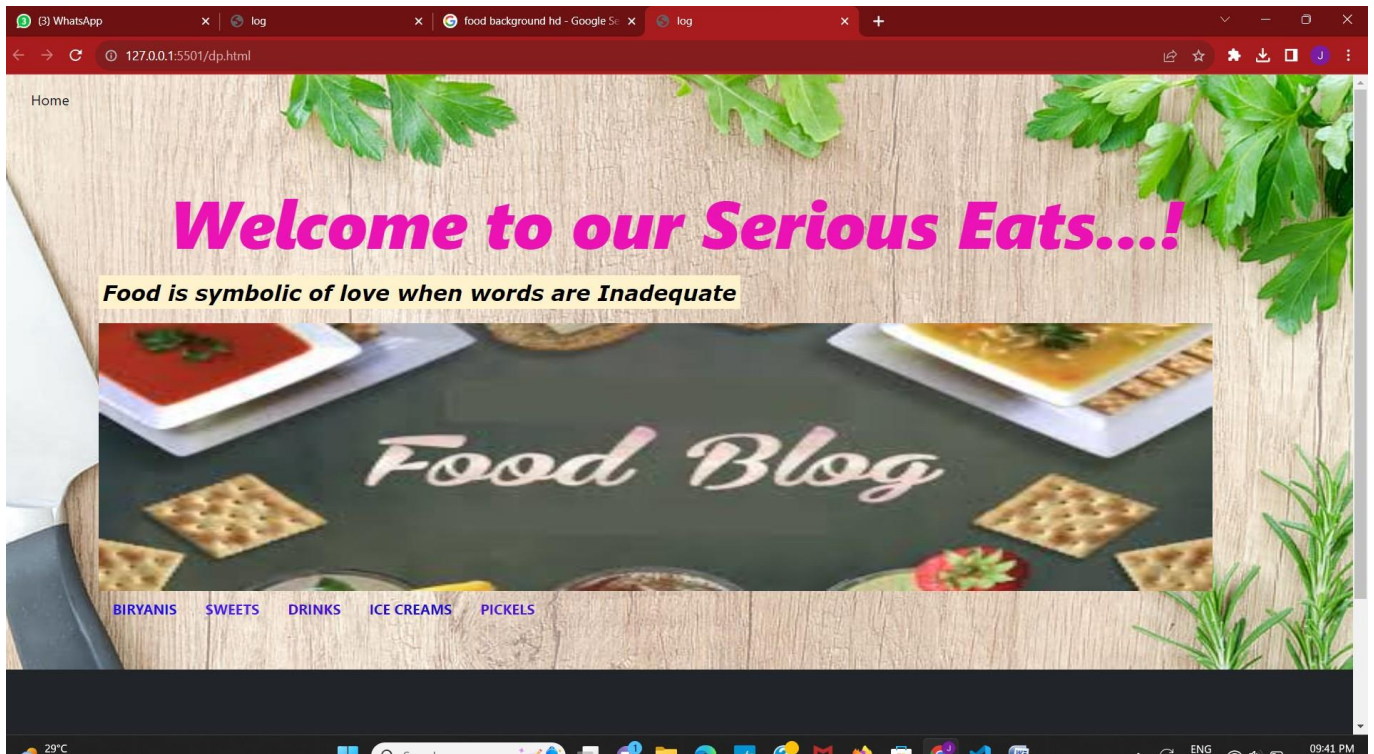 (3) WhatsApp
log
food background hd - Google Se
log
127.0.0.1:5501/dp.html
J
Home
Welcome to our Serious Eats...!
Food is symbolic of love when words are Inadequate
Food Blog
BIRYANIS SWEETS DRINKS ICE CREAMS PICKELS
29°C
ENG
09:41 PM